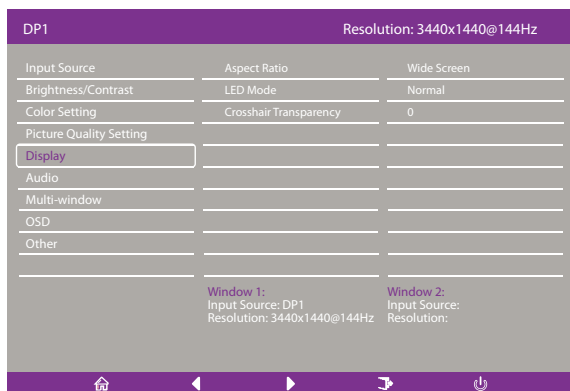 DP1 Resolution: 3440x1440@144Hz
Input Source Aspect Ratio Wide Screen
Brightness/Contrast LED Mode Normal
Color Setting Crosshair Transparency 0
Picture Quality Setting
Display
Audio
Multi-window
OSD
Other
Window 1: Window 2:
Input Source: DP1 Input Source:
Resolution: 3440x1440@144Hz Resolution: